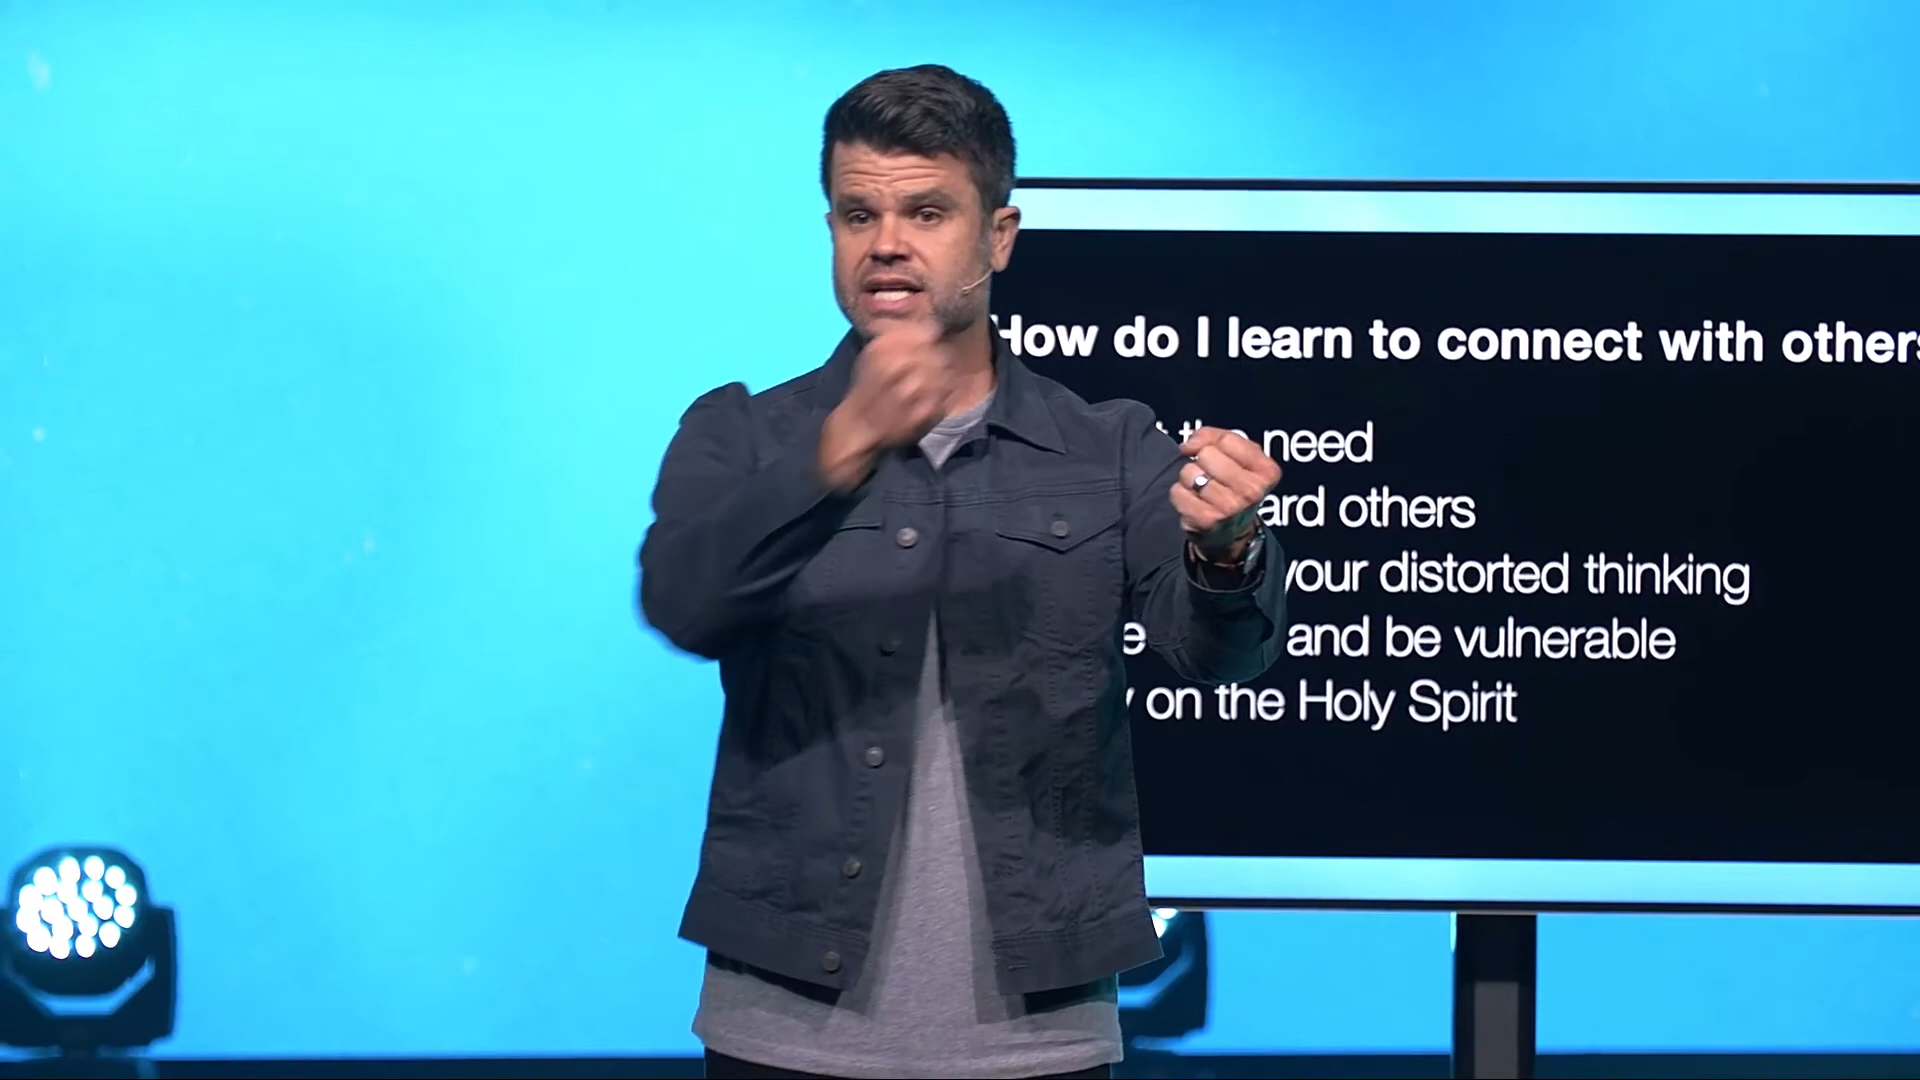 How do I learn to connect with others
the need
others
your distorted thinking
and be vulnerable
on the Holy Spirit